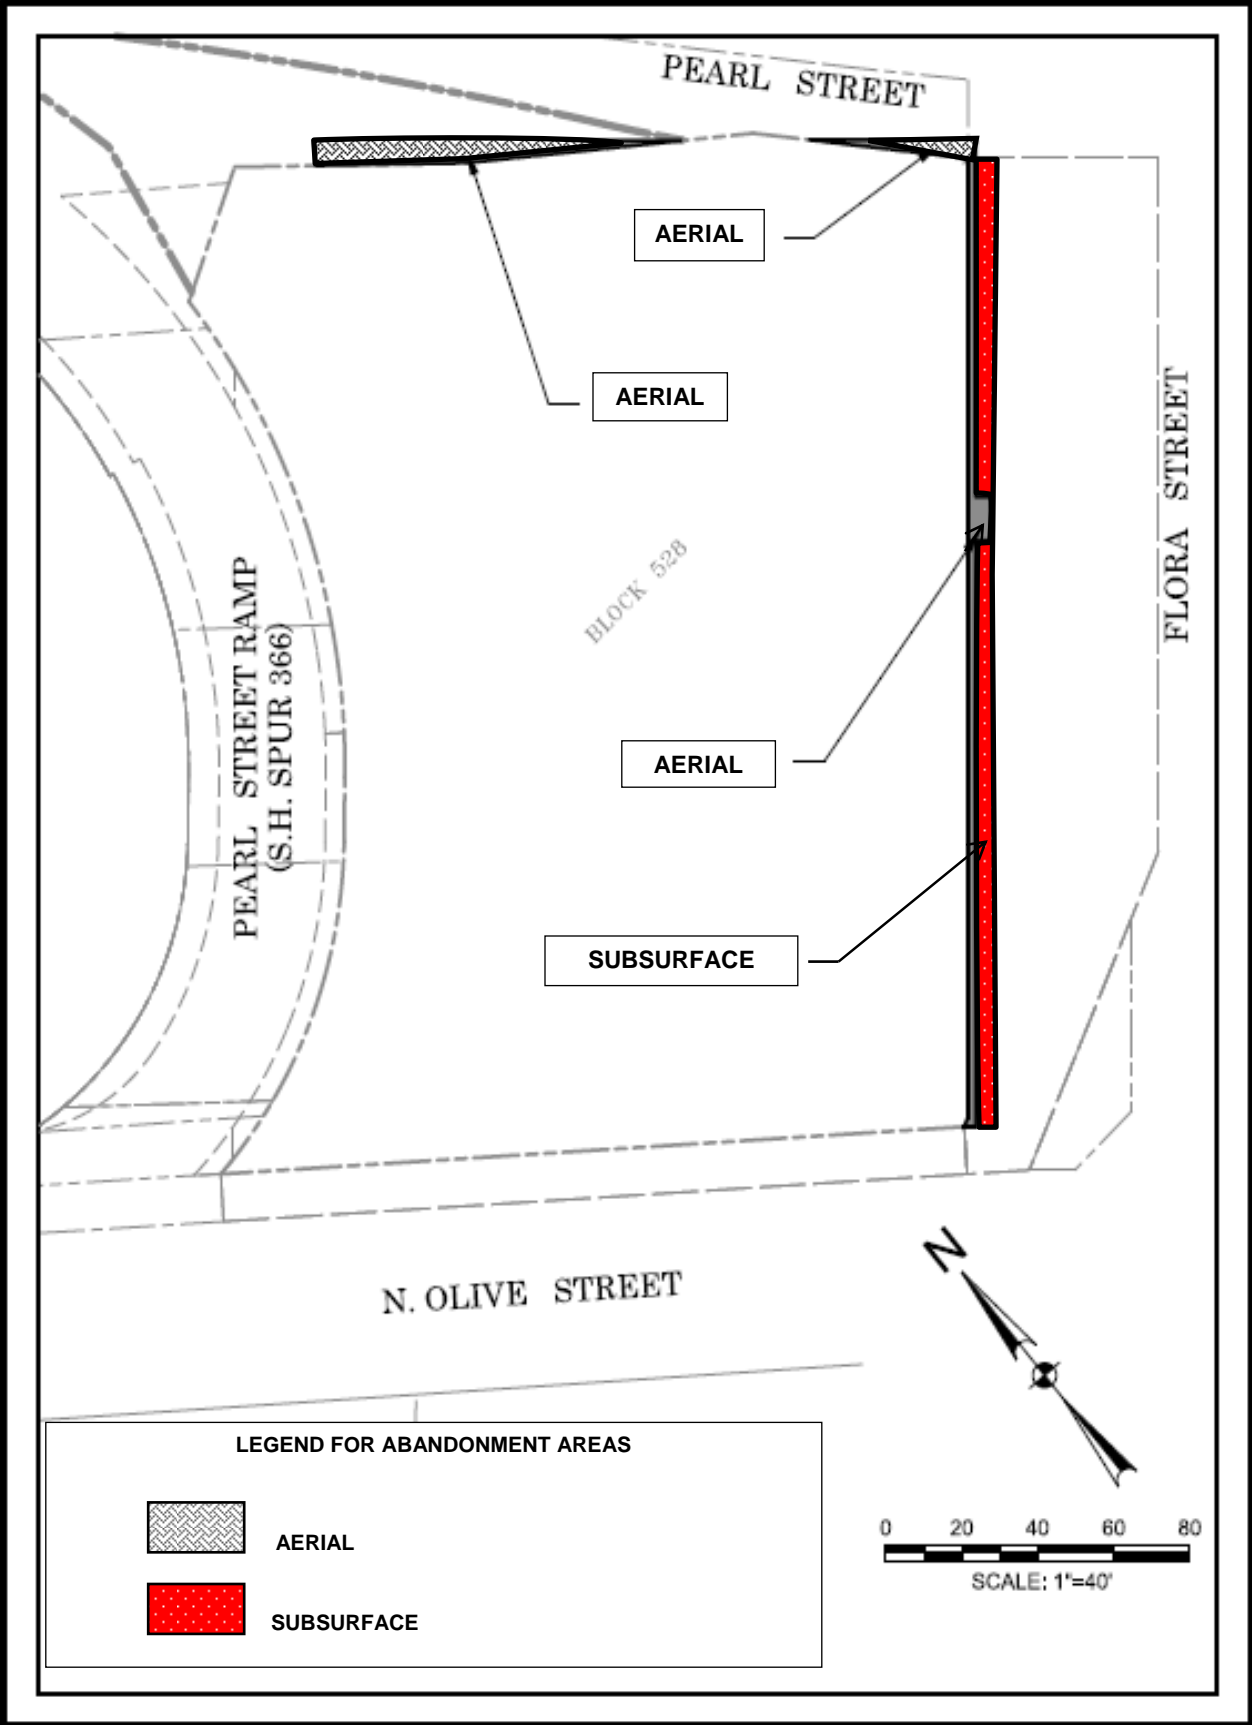 PEARL STREET
AERIAL
AERIAL
FLORA STREET
BLOCK 528
PEARL STREET RAMP
(S.H. SPUR 366)
AERIAL
SUBSURFACE
N. OLIVE STREET
N
LEGEND FOR ABANDONMENT AREAS
AERIAL
SUBSURFACE
0 20 40 60 80
SCALE: 1"=40'